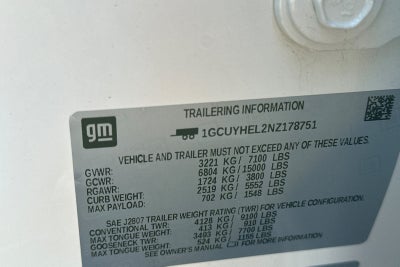 TRAILERING INFORMATION
gm
1GCUYHEL2NZ178751
VEHICLE AND TRAILER MUST NOT EXCEED ANY OF THESE VALUES.
GVWR: 3221 KG / 7100 LBS
GCWR: 6804 KG / 15000 LBS
RGAWR: 1724 KG / 3800 LBS
CURB WEIGHT: 2519 KG / 5552 LBS
MAX PAYLOAD: 702 KG / 1548 LBS
SAE J2807 TRAILER WEIGHT RATING (TWR) FOR VEHICLE CONFIGURATION.
CONVENTIONAL TWR: 4128 KG / 9100 LBS
MAX TONGUE WEIGHT: 413 KG / 910 LBS
GOOSENECK TWR: 3493 KG / 7700 LBS
MAX TONGUE WEIGHT: 524 KG / 1155 LBS
SEE OWNER'S MANUAL FOR MORE INFORMATION